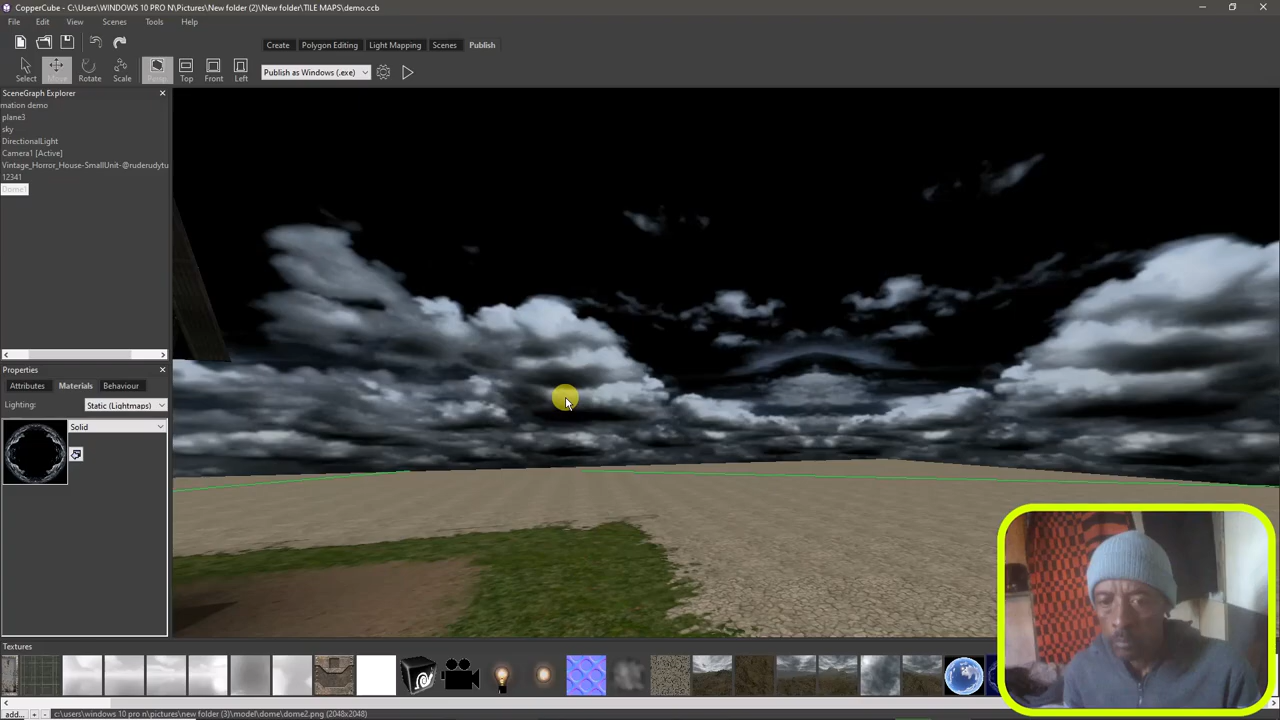 CopperCube - C:\Users\WINDOWS 10 PRO N\Pictures\New folder (2)\New folder\TILE MAPS\demo.ccb
File Edit View Scenes Tools Help
Create Polygon Editing Light Mapping Scenes Publish
Select Move Rotate Scale Persp Top Front Left
Publish as Windows (.exe)
SceneGraph Explorer
mation demo
plane3
sky
DirectionalLight
Camera1 [Active]
Vintage_Horror_House-SmallUnit-@ruderudytu
12341
Dome1
Properties
Attributes Materials Behaviour
Lighting: Static (Lightmaps)
Solid
Textures
add... + - c:\users\windows 10 pro n\pictures\new folder (3)\model\dome\dome2.png (2048x2048)